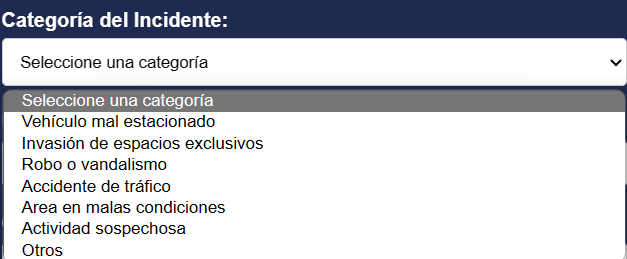 Categoría del Incidente:
Seleccione una categoría
Seleccione una categoría
Vehículo mal estacionado
Invasión de espacios exclusivos
Robo o vandalismo
Accidente de tráfico
Area en malas condiciones
Actividad sospechosa
Otros